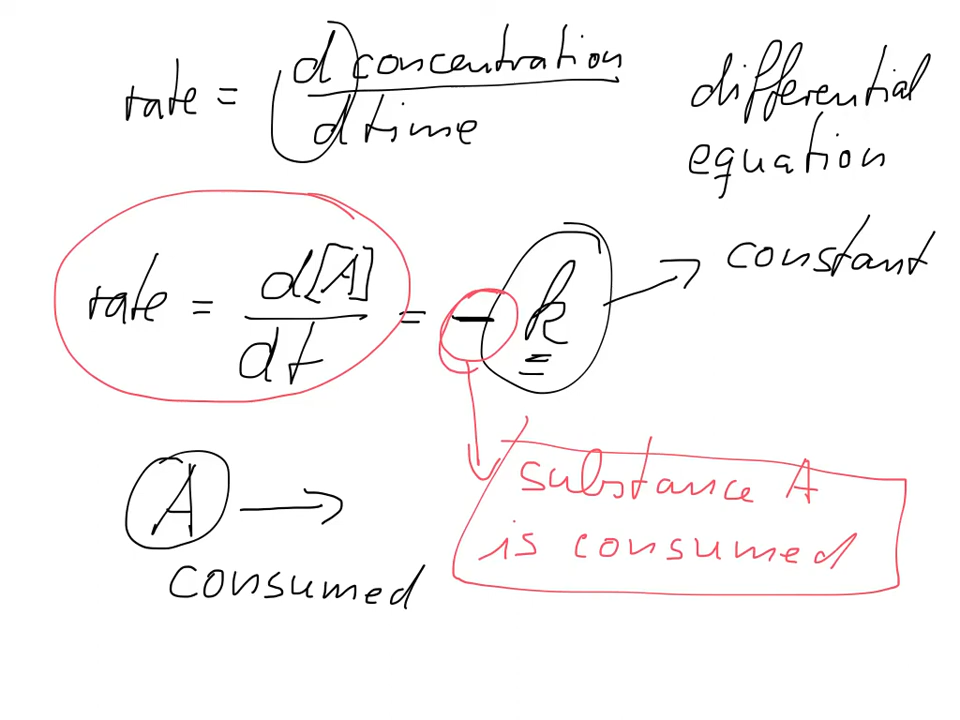 rate = d concentration / d time
differential
equation
rate = d[A] / dt = - k → constant
A →
consumed
substance A
is consumed